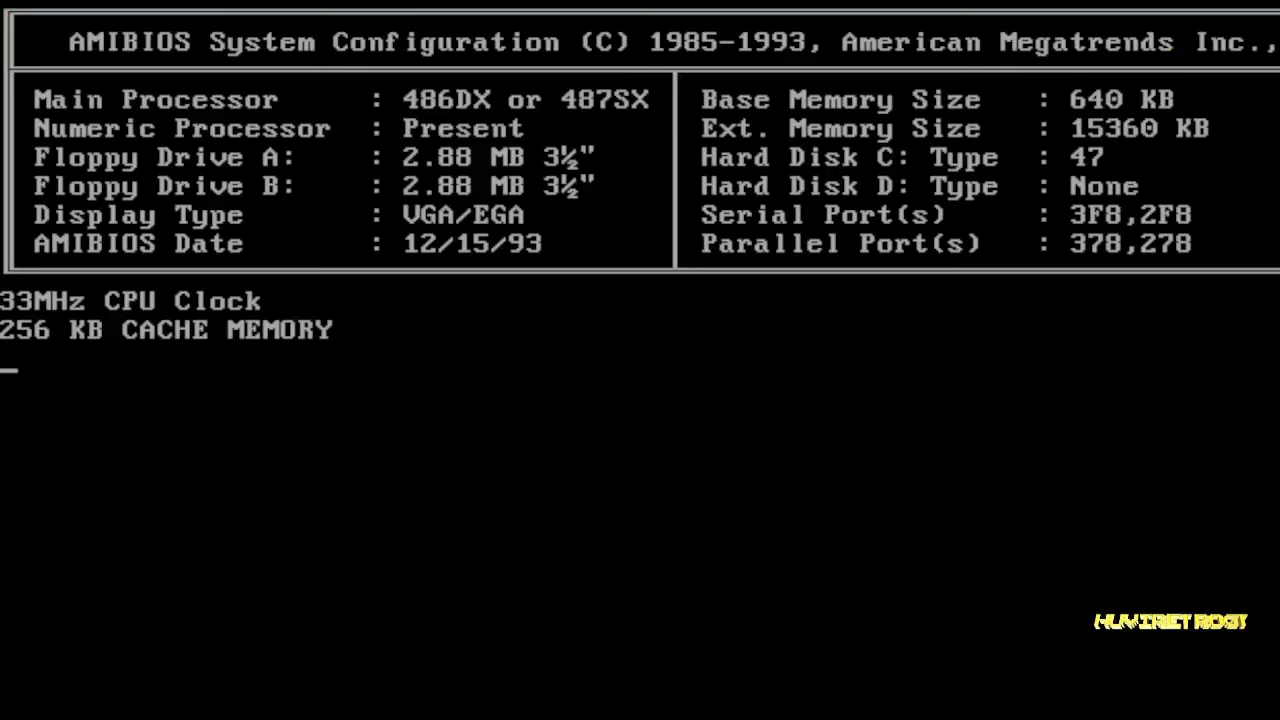 AMIBIOS System Configuration (C) 1985-1993, American Megatrends Inc.,
Main Processor : 486DX or 487SX
Numeric Processor : Present
Floppy Drive A: : 2.88 MB 3½"
Floppy Drive B: : 2.88 MB 3½"
Display Type : VGA/EGA
AMIBIOS Date : 12/15/93
Base Memory Size : 640 KB
Ext. Memory Size : 15360 KB
Hard Disk C: Type : 47
Hard Disk D: Type : None
Serial Port(s) : 3F8,2F8
Parallel Port(s) : 378,278
33MHz CPU Clock
256 KB CACHE MEMORY